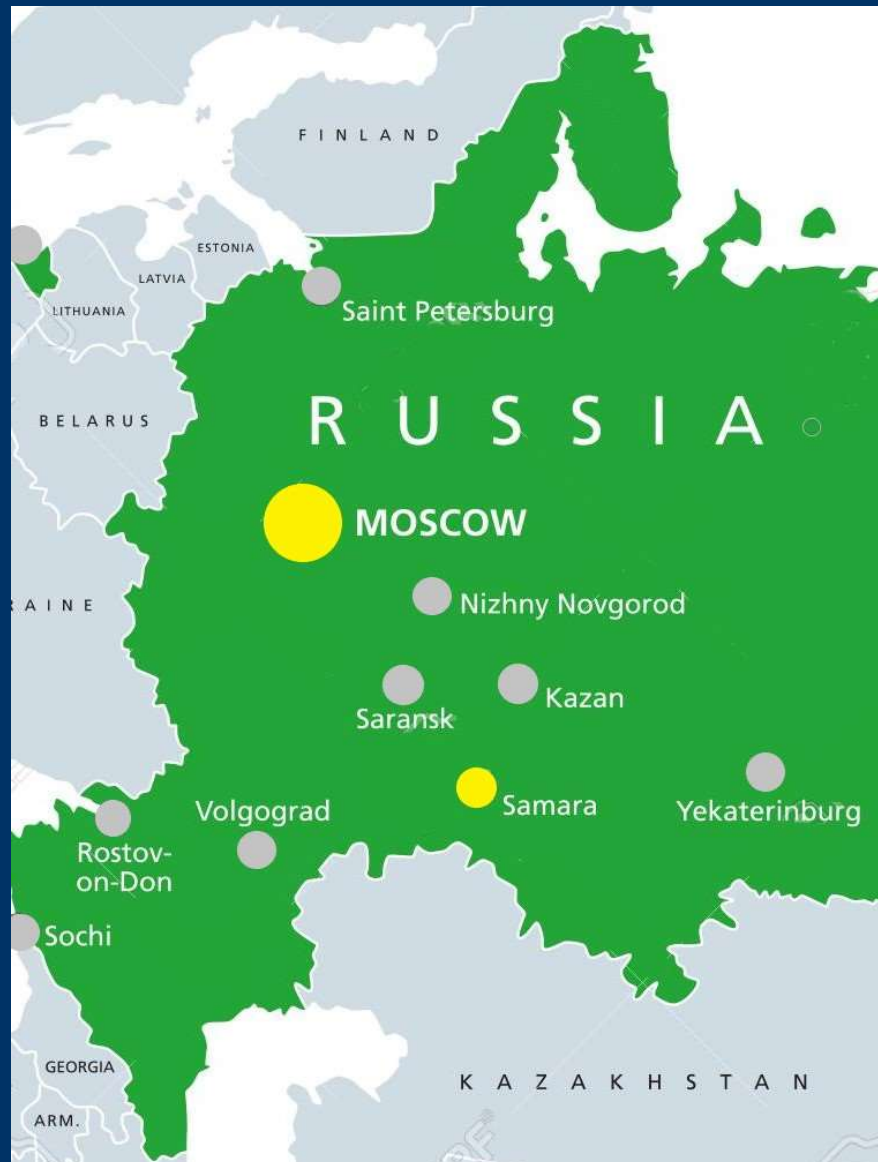 FINLAND
ESTONIA
LATVIA
LITHUANIA
Saint Petersburg
BELARUS
RUSSIA
MOSCOW
RAINE
Nizhny Novgorod
Saransk
Kazan
Samara
Yekaterinburg
Volgograd
Rostov-
on-Don
Sochi
GEORGIA
ARM.
KAZAKHSTAN